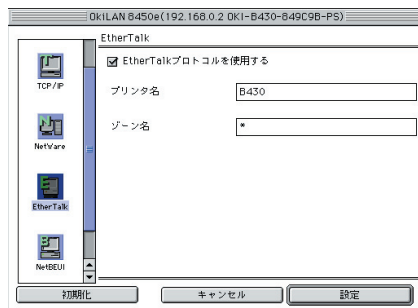 OkiLAN 8450e(192.168.0.2 OKI-B430-849C9B-PS)
EtherTalk
EtherTalkプロトコルを使用する
プリンタ名
B430
ゾーン名
*
TCP/IP
NetWare
EtherTalk
NetBEUI
初期化
キャンセル
設定